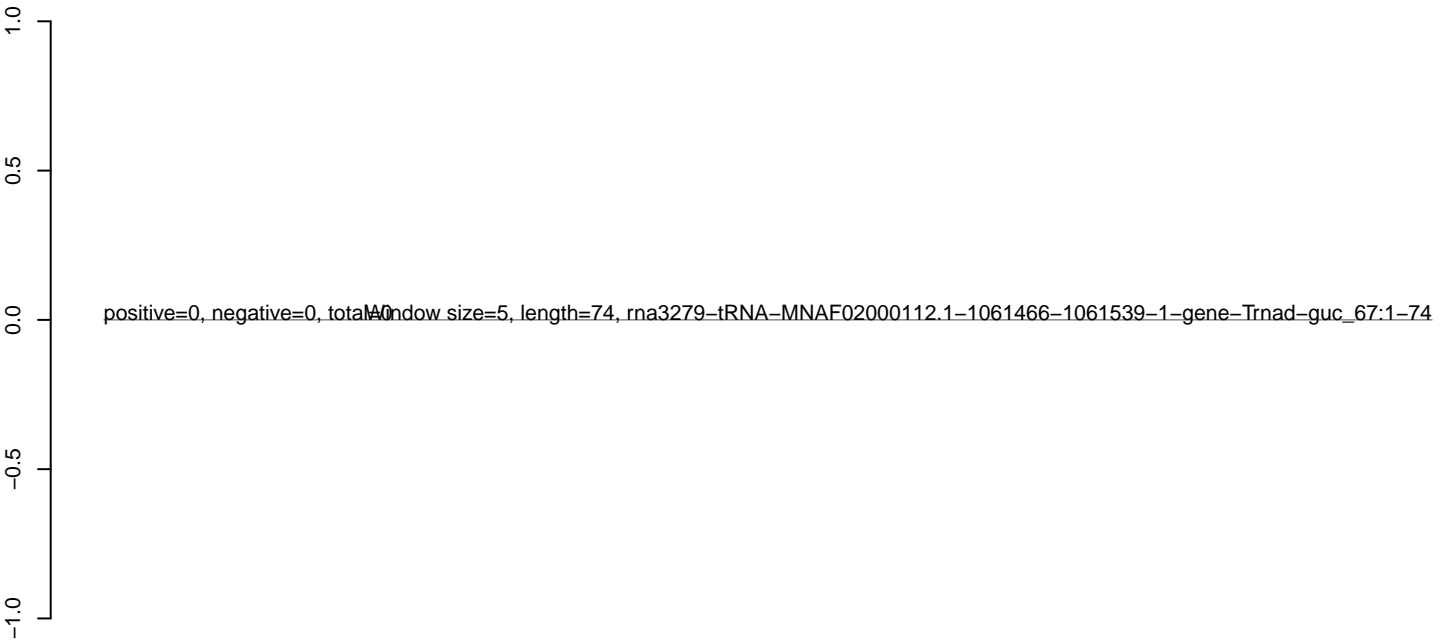 1.0
0.5
0.0
−0.5
−1.0
positive=0, negative=0, total=0
Window size=5, length=74, rna3279−tRNA−MNAF02000112.1−1061466−1061539−1−gene−Trnad−guc_67:1−74